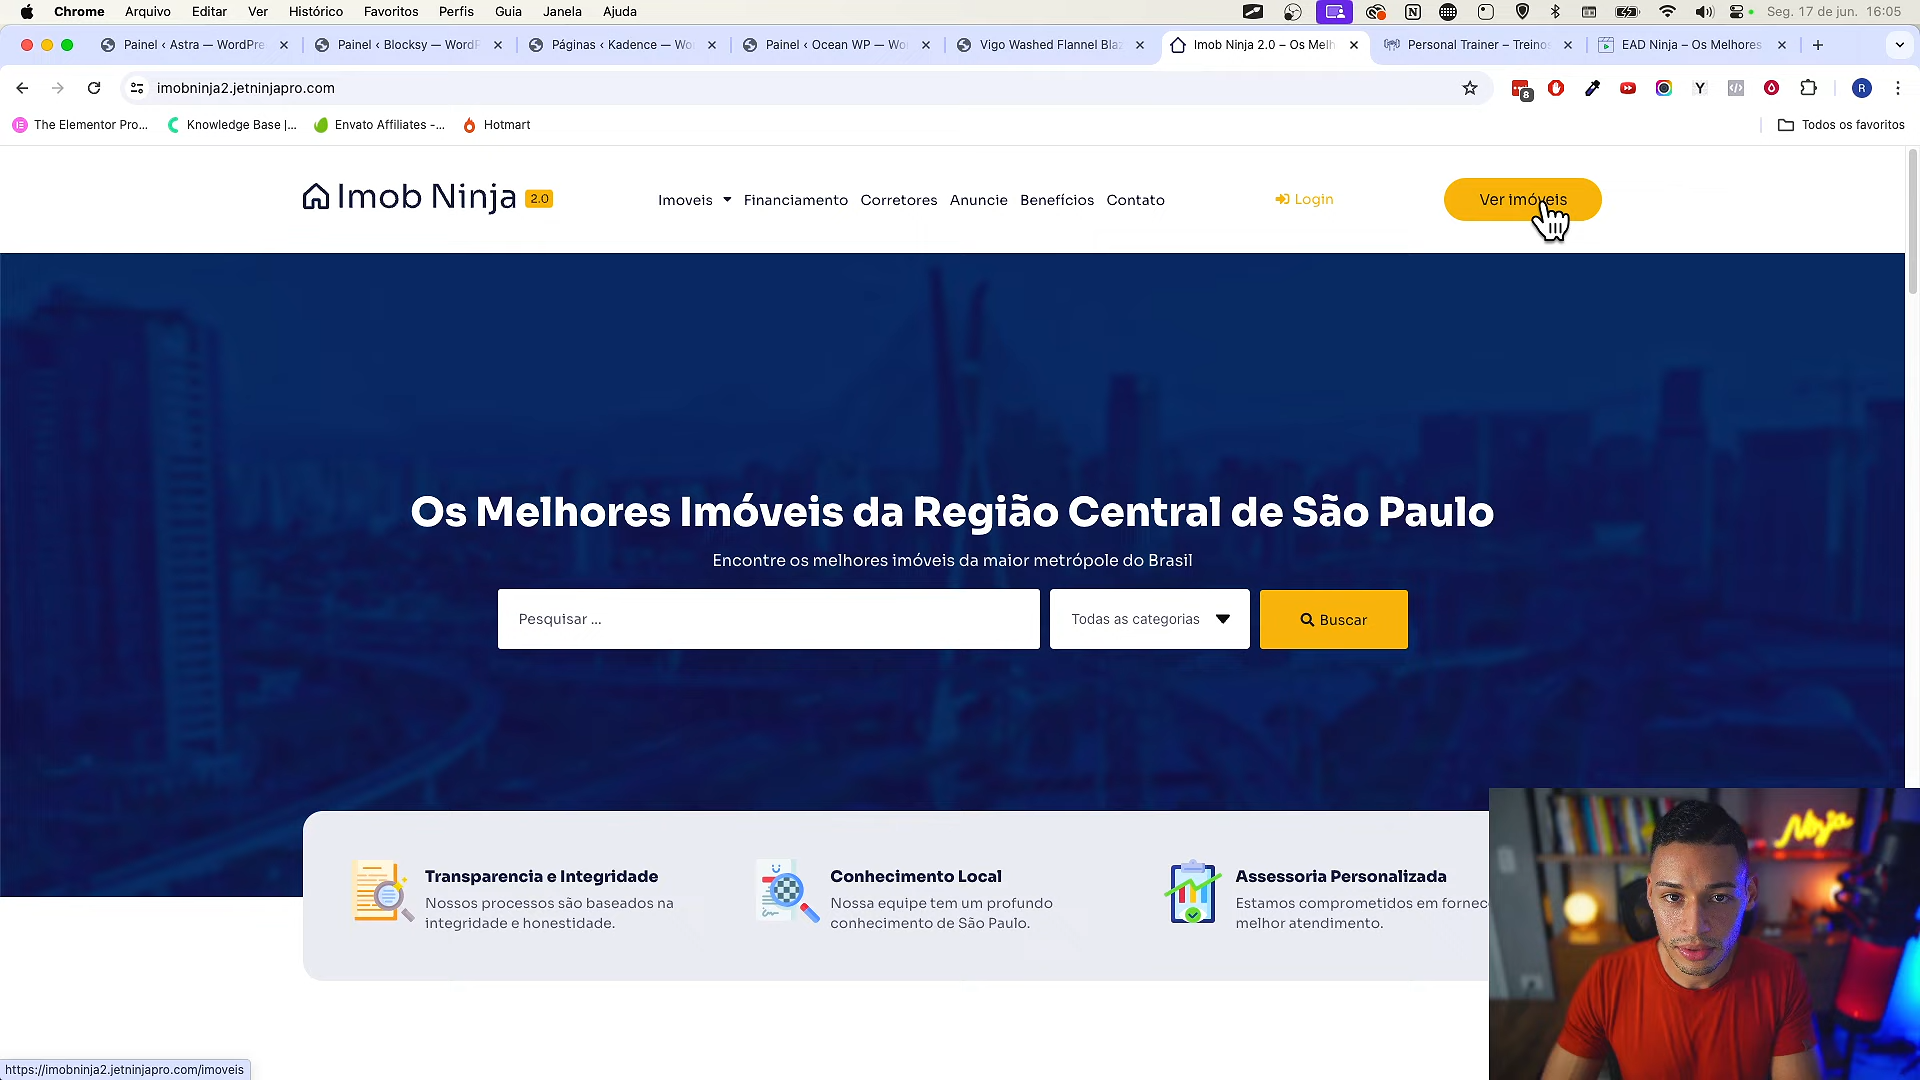 Chrome Arquivo Editar Ver Histórico Favoritos Perfis Guia Janela Ajuda Seg. 17 de jun. 16:05
Painel ‹ Astra — WordPre Painel ‹ Blocksy — WordP Páginas ‹ Kadence — Wo Painel ‹ Ocean WP — Wo Vigo Washed Flannel Blaz Imob Ninja 2.0 – Os Melh Personal Trainer – Treinos EAD Ninja – Os Melhores
imobninja2.jetninjapro.com
8 Y R
The Elementor Pro... Knowledge Base |... Envato Affiliates -... Hotmart Todos os favoritos
Imob Ninja 2.0 Imoveis Financiamento Corretores Anuncie Benefícios Contato Login Ver imóveis
Os Melhores Imóveis da Região Central de São Paulo
Encontre os melhores imóveis da maior metrópole do Brasil
Pesquisar ... Todas as categorias Buscar
Transparencia e Integridade
Nossos processos são baseados na
integridade e honestidade.
Conhecimento Local
Nossa equipe tem um profundo
conhecimento de São Paulo.
Assessoria Personalizada
Estamos comprometidos em fornec
melhor atendimento.
Ninja
https://imobninja2.jetninjapro.com/imoveis